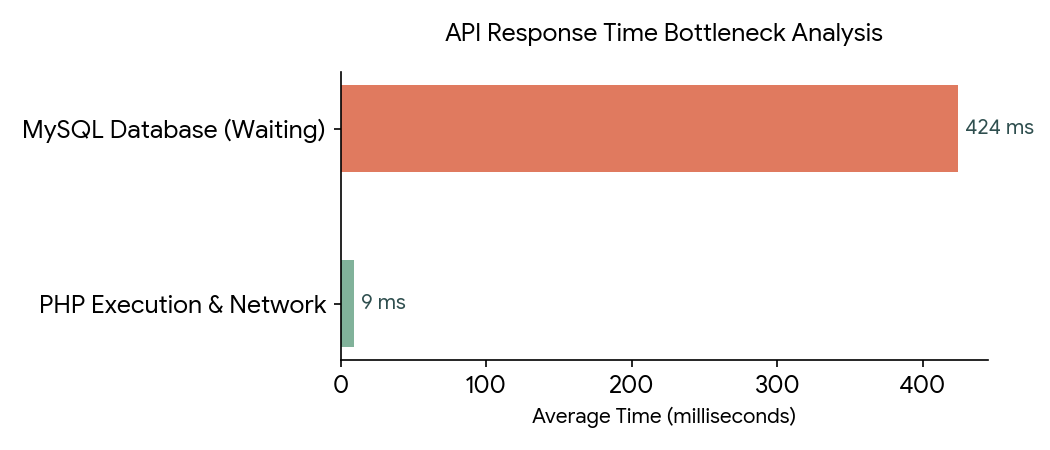 API Response Time Bottleneck Analysis
MySQL Database (Waiting)
424 ms
PHP Execution & Network
9 ms
0 100 200 300 400
Average Time (milliseconds)